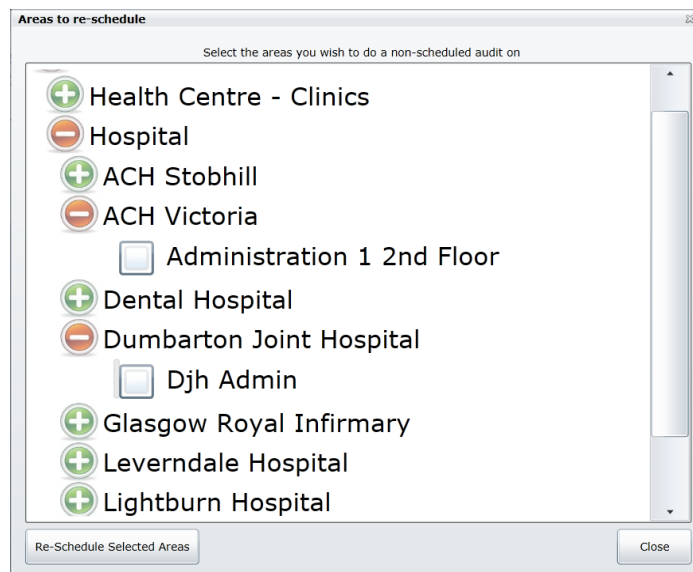 Areas to re-schedule
Select the areas you wish to do a non-scheduled audit on
Health Centre - Clinics
Hospital
ACH Stobhill
ACH Victoria
Administration 1 2nd Floor
Dental Hospital
Dumbarton Joint Hospital
Djh Admin
Glasgow Royal Infirmary
Leverndale Hospital
Lightburn Hospital
Re-Schedule Selected Areas
Close